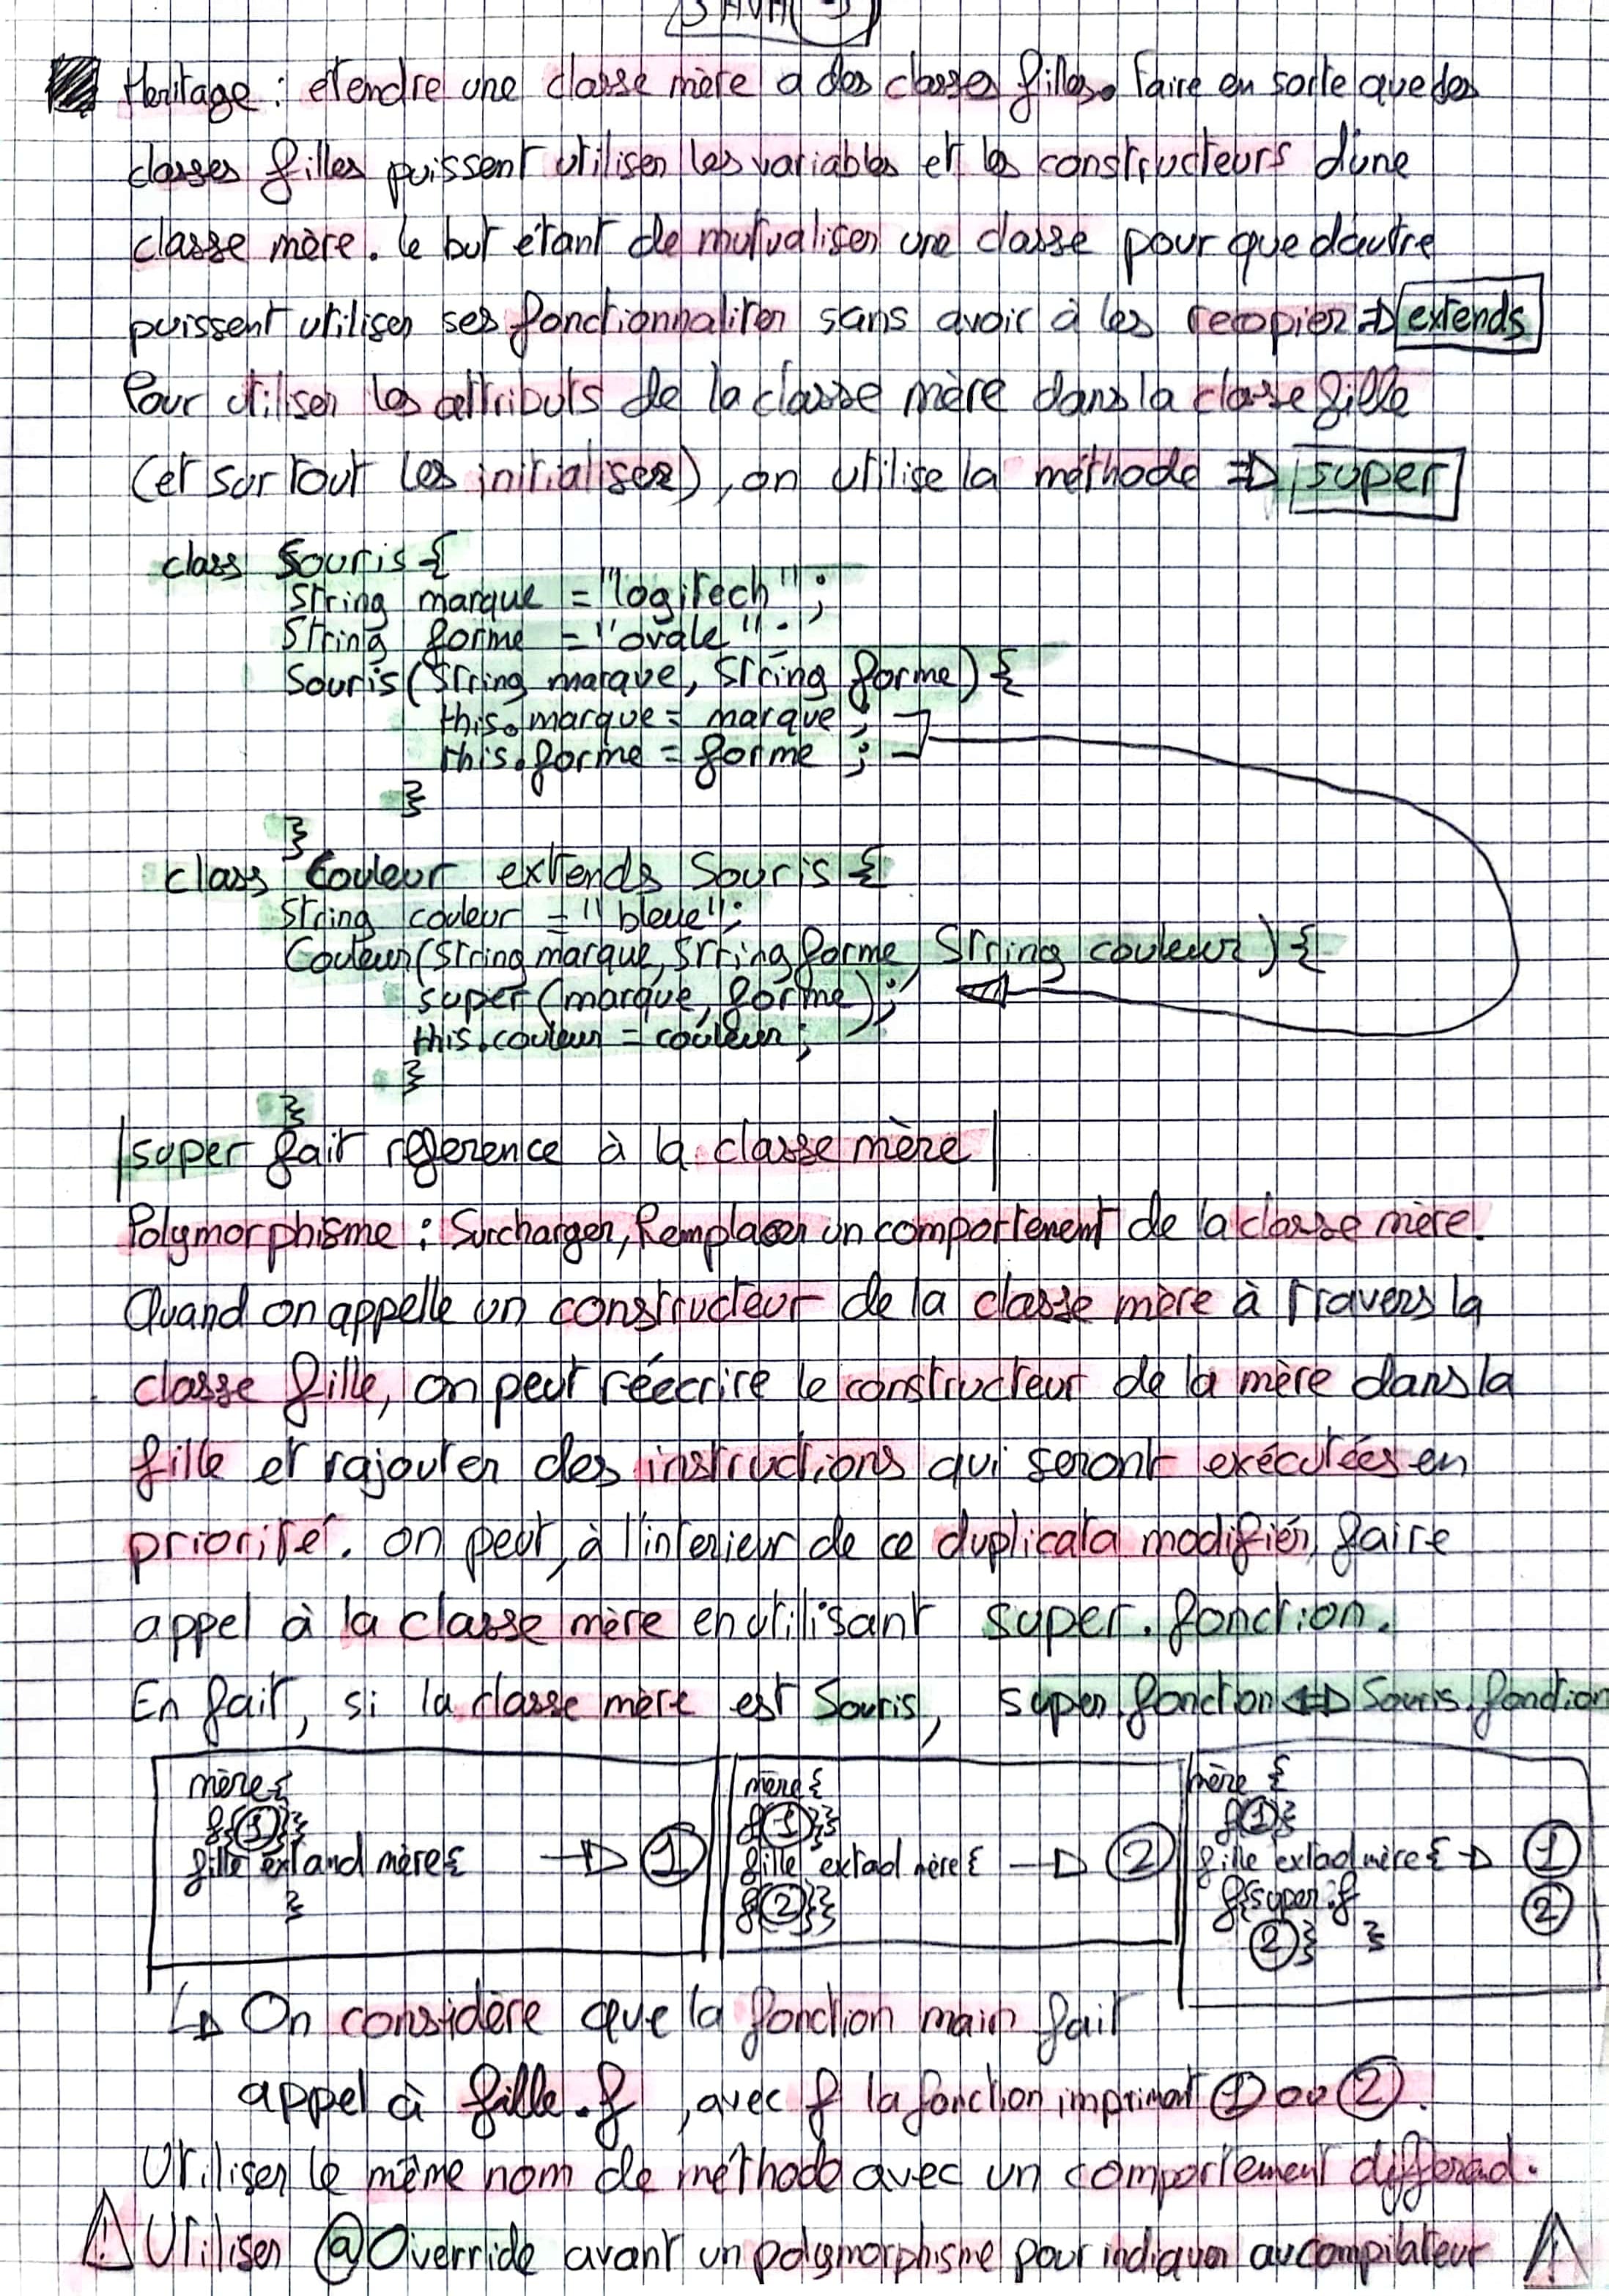 JAVA
Heritage : étendre une classe mère a des classes filles. Faire en sorte que des
classes filles puissent utiliser les variables et les constructeurs d'une
classe mère. le but étant de mutualiser une classe pour que d'autre
puissent utiliser ses fonctionnaliter sans avoir à les recopier => extends
Pour utiliser les attributs de la classe mère dans la classe fille
(et surtout les initialiser), on utilise la méthode => super
class Souris {
String marque = "logitech" ;
String forme = "ovale" ;
Souris (String marque, String forme) {
this.marque = marque ;
this.forme = forme ;
}
}
class Couleur extends Souris {
String couleur = "bleue";
Couleur(String marque, String forme, String couleur) {
super (marque, forme);
this.couleur = couleur ;
}
}
super fait reference à la classe mère
Polymorphisme : Surcharger, Remplacer un comportement de la classe mère.
Quand on appelle un constructeur de la classe mère à travers la
classe fille, on peut réécrire le constructeur de la mère dans la
fille et rajouter des instructions qui seront exécutées en
priorité. on peut, à l'interieur de ce duplicata modifier, faire
appel à la classe mère en utilisant super.fonction.
En fait, si la classe mère est Souris, super.fonction <=> Souris.fonction
mère {
f{1}}
fille extand mère { → 1
}
mère {
f{1}}
fille extad mère { → 2
f{2}}
mère {
f{1}}
fille extad mère { → 1
f{super.f 2
2} }
↳ On considère que la fonction main fait
appel à fille.f , avec f la fonction imprimant 1 ou 2.
Utiliser le même nom de méthode avec un comportement differend.
⚠ Utiliser @Override avant un polymorphisme pour indiquer au compilateur ⚠